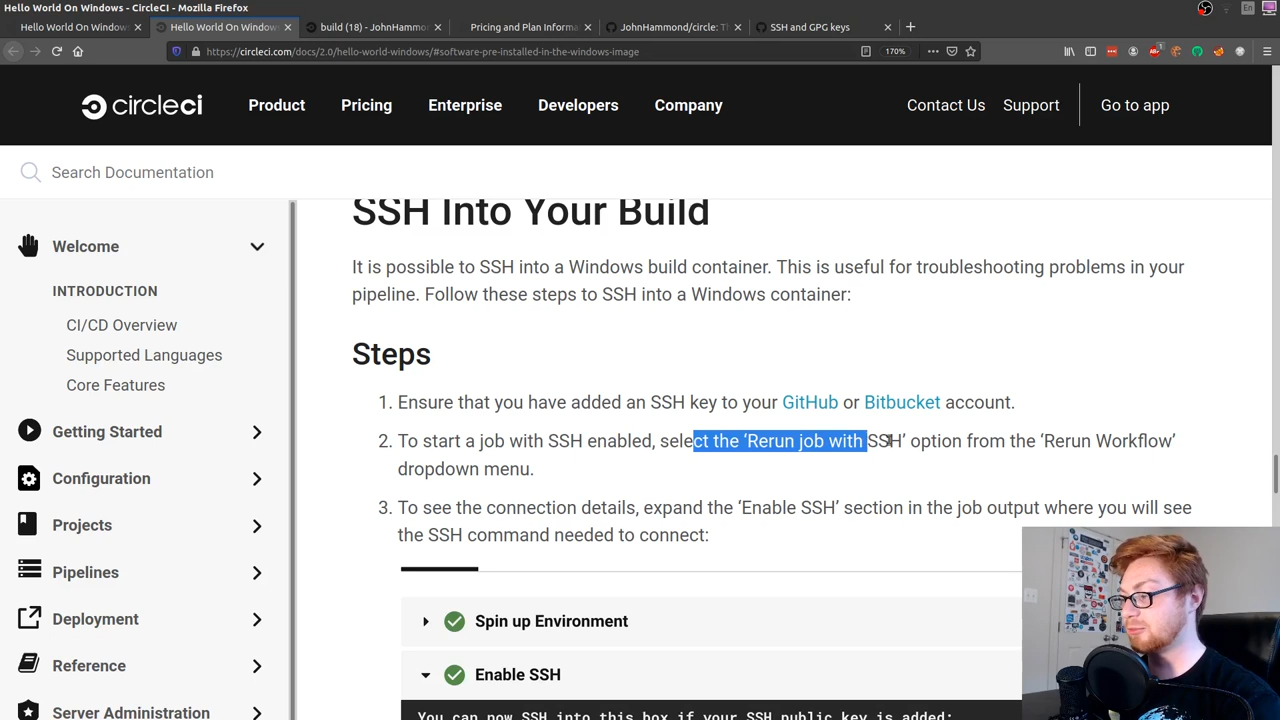 Hello World On Windows - CircleCI - Mozilla Firefox
En
Hello World On Window
Hello World On Window
build (18) - JohnHammon
Pricing and Plan Informa
JohnHammond/circle: T
SSH and GPG keys
https://circleci.com/docs/2.0/hello-world-windows/#software-pre-installed-in-the-windows-image
170%
circleci
Product
Pricing
Enterprise
Developers
Company
Contact Us
Support
Go to app
Search Documentation
Welcome
INTRODUCTION
CI/CD Overview
Supported Languages
Core Features
Getting Started
Configuration
Projects
Pipelines
Deployment
Reference
Server Administration
SSH Into Your Build
It is possible to SSH into a Windows build container. This is useful for troubleshooting problems in your
pipeline. Follow these steps to SSH into a Windows container:
Steps
1. Ensure that you have added an SSH key to your GitHub or Bitbucket account.
2. To start a job with SSH enabled, select the ‘Rerun job with SSH’ option from the ‘Rerun Workflow’
dropdown menu.
3. To see the connection details, expand the ‘Enable SSH’ section in the job output where you will see
the SSH command needed to connect:
Spin up Environment
Enable SSH
You can now SSH into this box if your SSH public key is added: